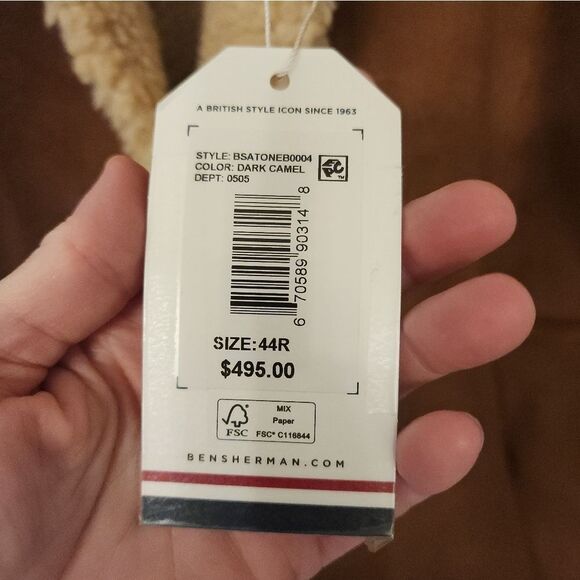 A BRITISH STYLE ICON SINCE 1963
STYLE: BSATONEB0004
COLOR: DARK CAMEL
DEPT: 0505
EPC™
6 70589 90314 8
SIZE:44R
$495.00
FSC
MIX
Paper
FSC® C116844
BENSHERMAN.COM